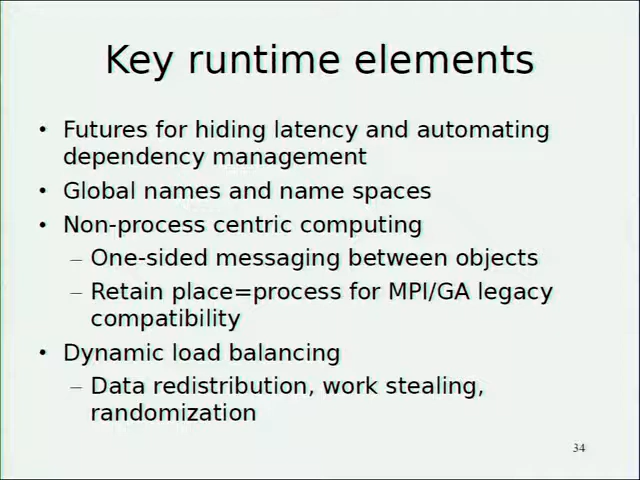 Key runtime elements
• Futures for hiding latency and automating
dependency management
• Global names and name spaces
• Non-process centric computing
– One-sided messaging between objects
– Retain place=process for MPI/GA legacy
compatibility
• Dynamic load balancing
– Data redistribution, work stealing,
randomization
34